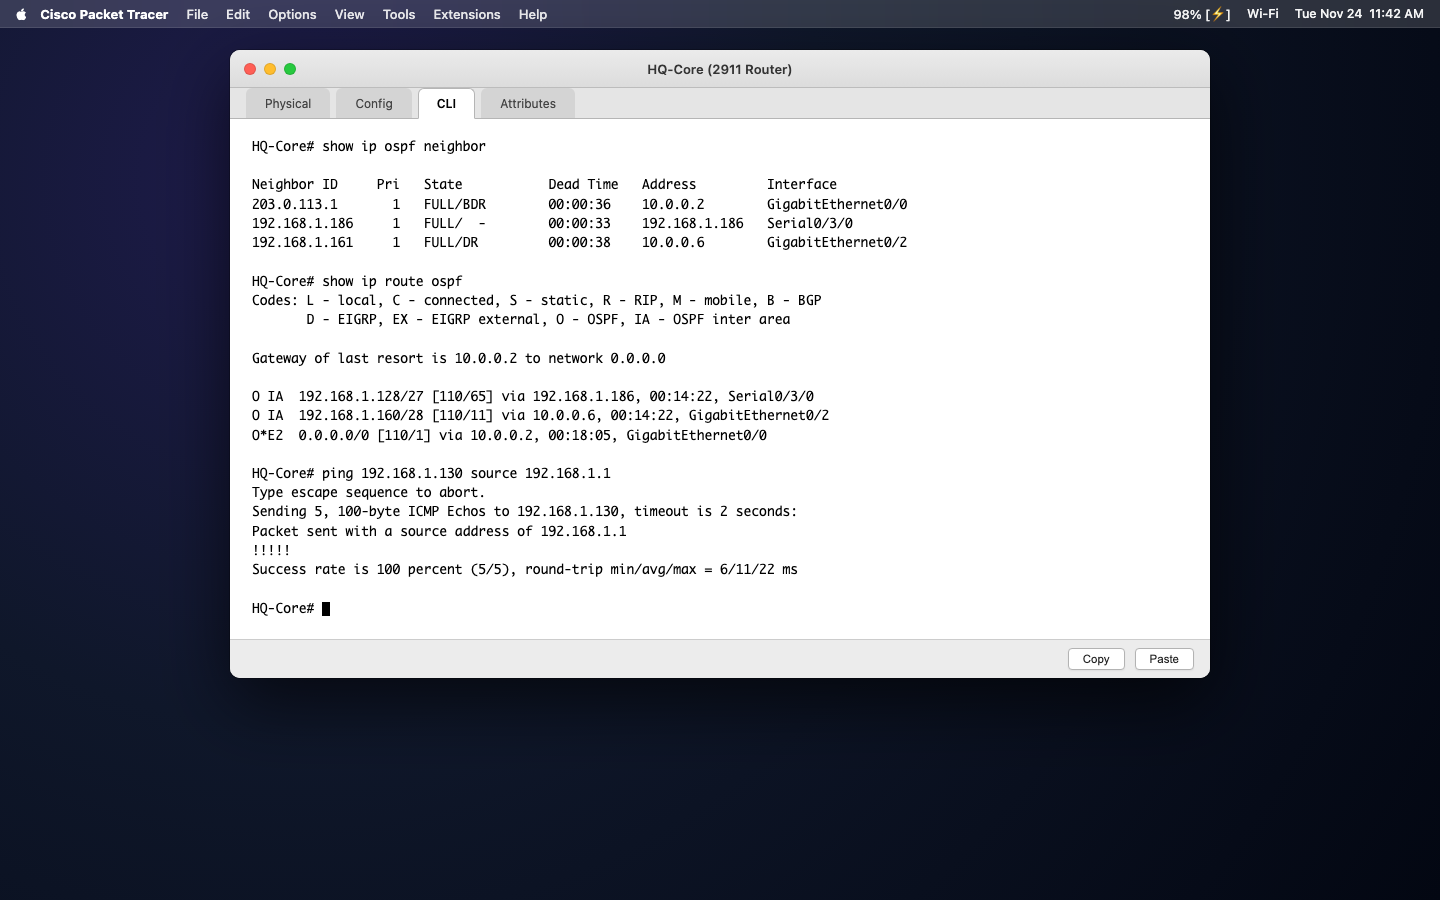 Cisco Packet Tracer File Edit Options View Tools Extensions Help 98% [⚡] Wi-Fi Tue Nov 24 11:42 AM
HQ-Core (2911 Router)
Physical Config CLI Attributes
HQ-Core# show ip ospf neighbor
Neighbor ID     Pri   State           Dead Time   Address         Interface
203.0.113.1       1   FULL/BDR        00:00:36    10.0.0.2        GigabitEthernet0/0
192.168.1.186     1   FULL/  -        00:00:33    192.168.1.186   Serial0/3/0
192.168.1.161     1   FULL/DR         00:00:38    10.0.0.6        GigabitEthernet0/2
HQ-Core# show ip route ospf
Codes: L - local, C - connected, S - static, R - RIP, M - mobile, B - BGP
       D - EIGRP, EX - EIGRP external, O - OSPF, IA - OSPF inter area
Gateway of last resort is 10.0.0.2 to network 0.0.0.0
O IA  192.168.1.128/27 [110/65] via 192.168.1.186, 00:14:22, Serial0/3/0
O IA  192.168.1.160/28 [110/11] via 10.0.0.6, 00:14:22, GigabitEthernet0/2
O*E2  0.0.0.0/0 [110/1] via 10.0.0.2, 00:18:05, GigabitEthernet0/0
HQ-Core# ping 192.168.1.130 source 192.168.1.1
Type escape sequence to abort.
Sending 5, 100-byte ICMP Echos to 192.168.1.130, timeout is 2 seconds:
Packet sent with a source address of 192.168.1.1
!!!!!
Success rate is 100 percent (5/5), round-trip min/avg/max = 6/11/22 ms
HQ-Core#
Copy Paste